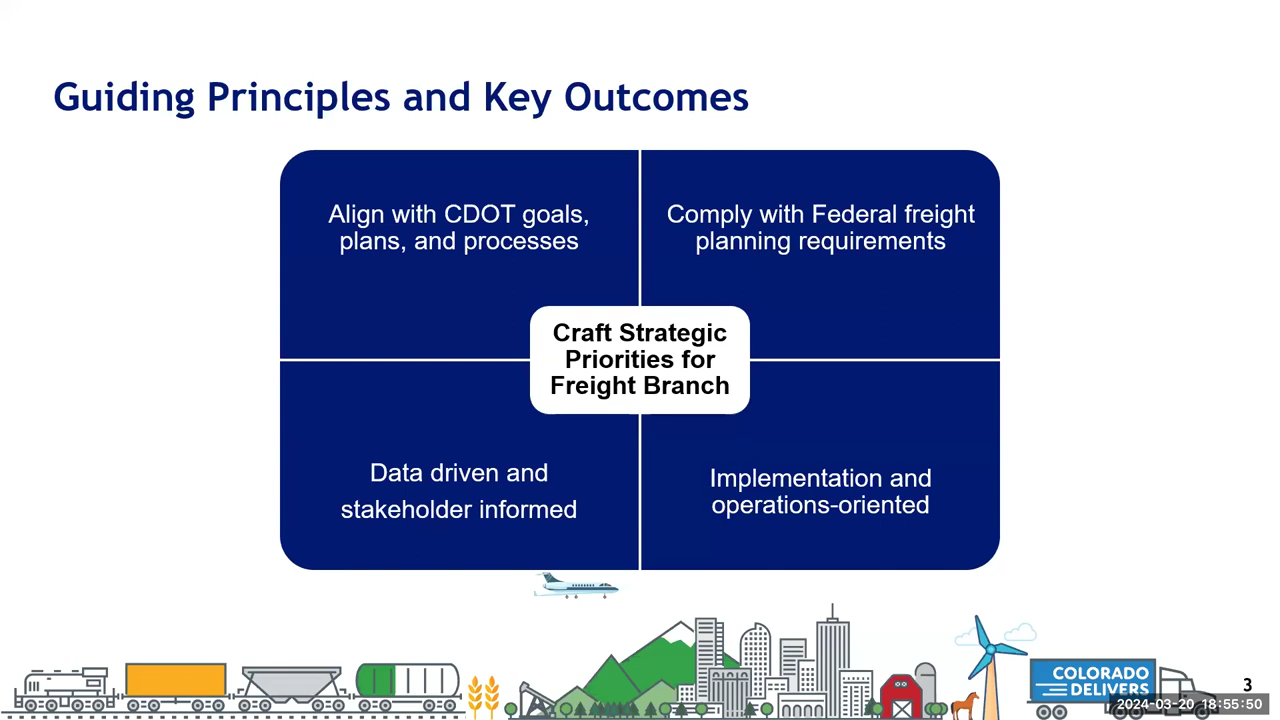 Guiding Principles and Key Outcomes
Align with CDOT goals,
plans, and processes
Comply with Federal freight
planning requirements
Craft Strategic
Priorities for
Freight Branch
Data driven and
stakeholder informed
Implementation and
operations-oriented
COLORADO
DELIVERS
3
2024-03-20 18:55:50